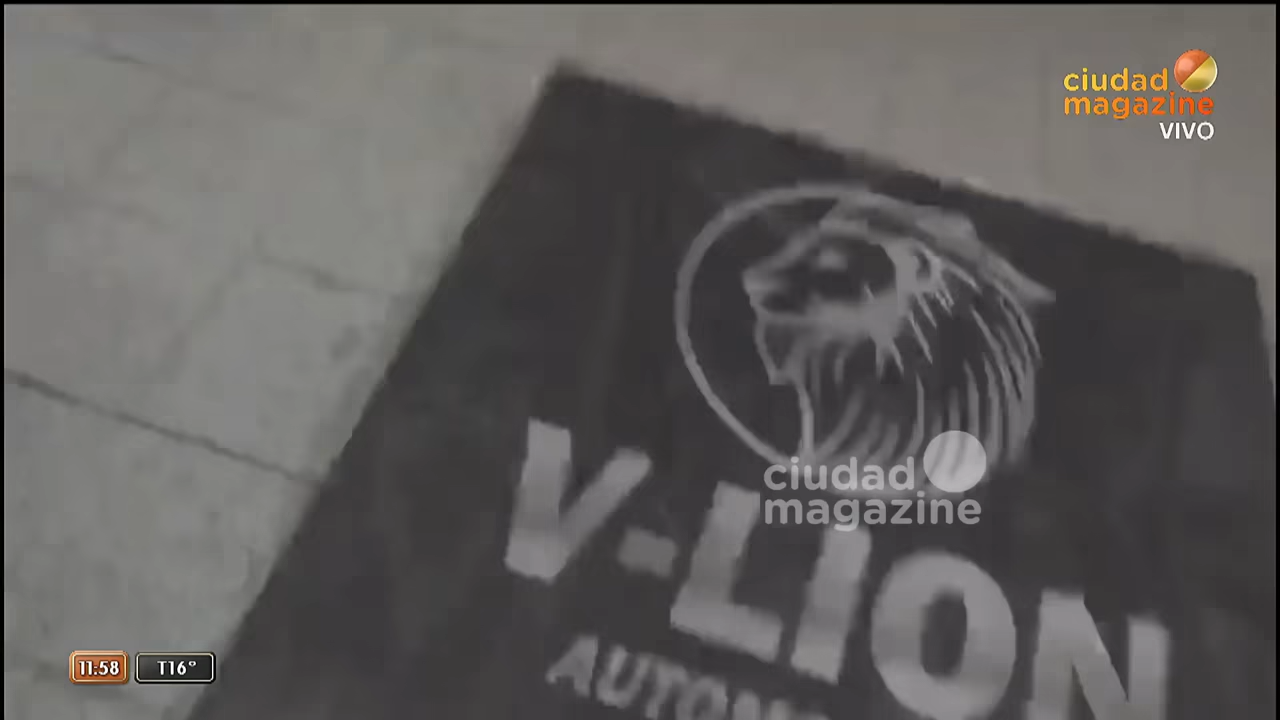 ciudad
magazine
VIVO
ciudad
magazine
V-LION
11:58
T16°